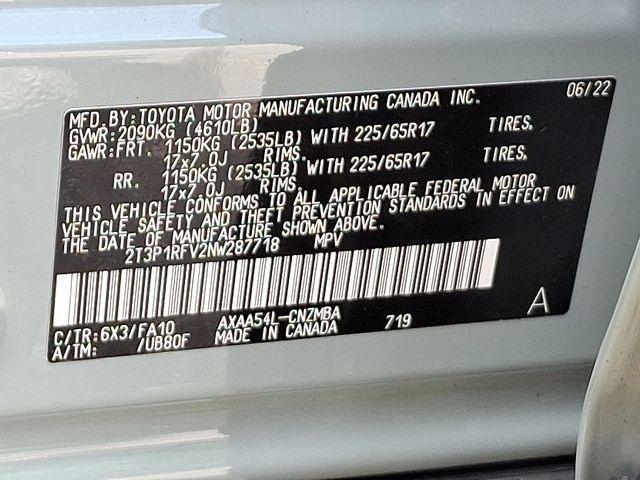 06/22
MFD. BY: TOYOTA MOTOR MANUFACTURING CANADA INC.
GVWR: 2090KG (4610LB)
GAWR: FRT. 1150KG (2535LB) WITH 225/65R17 TIRES.
17x7.0J RIMS.
RR. 1150KG (2535LB) WITH 225/65R17 TIRES.
17x7.0J RIMS.
THIS VEHICLE CONFORMS TO ALL APPLICABLE FEDERAL MOTOR
VEHICLE SAFETY AND THEFT PREVENTION STANDARDS IN EFFECT ON
THE DATE OF MANUFACTURE SHOWN ABOVE.
2T3P1RFV2NW287718 MPV
C/TR: 6X3/FA10 AXAA54L-CNZMBA 719 A
A/TM: /UB80F MADE IN CANADA